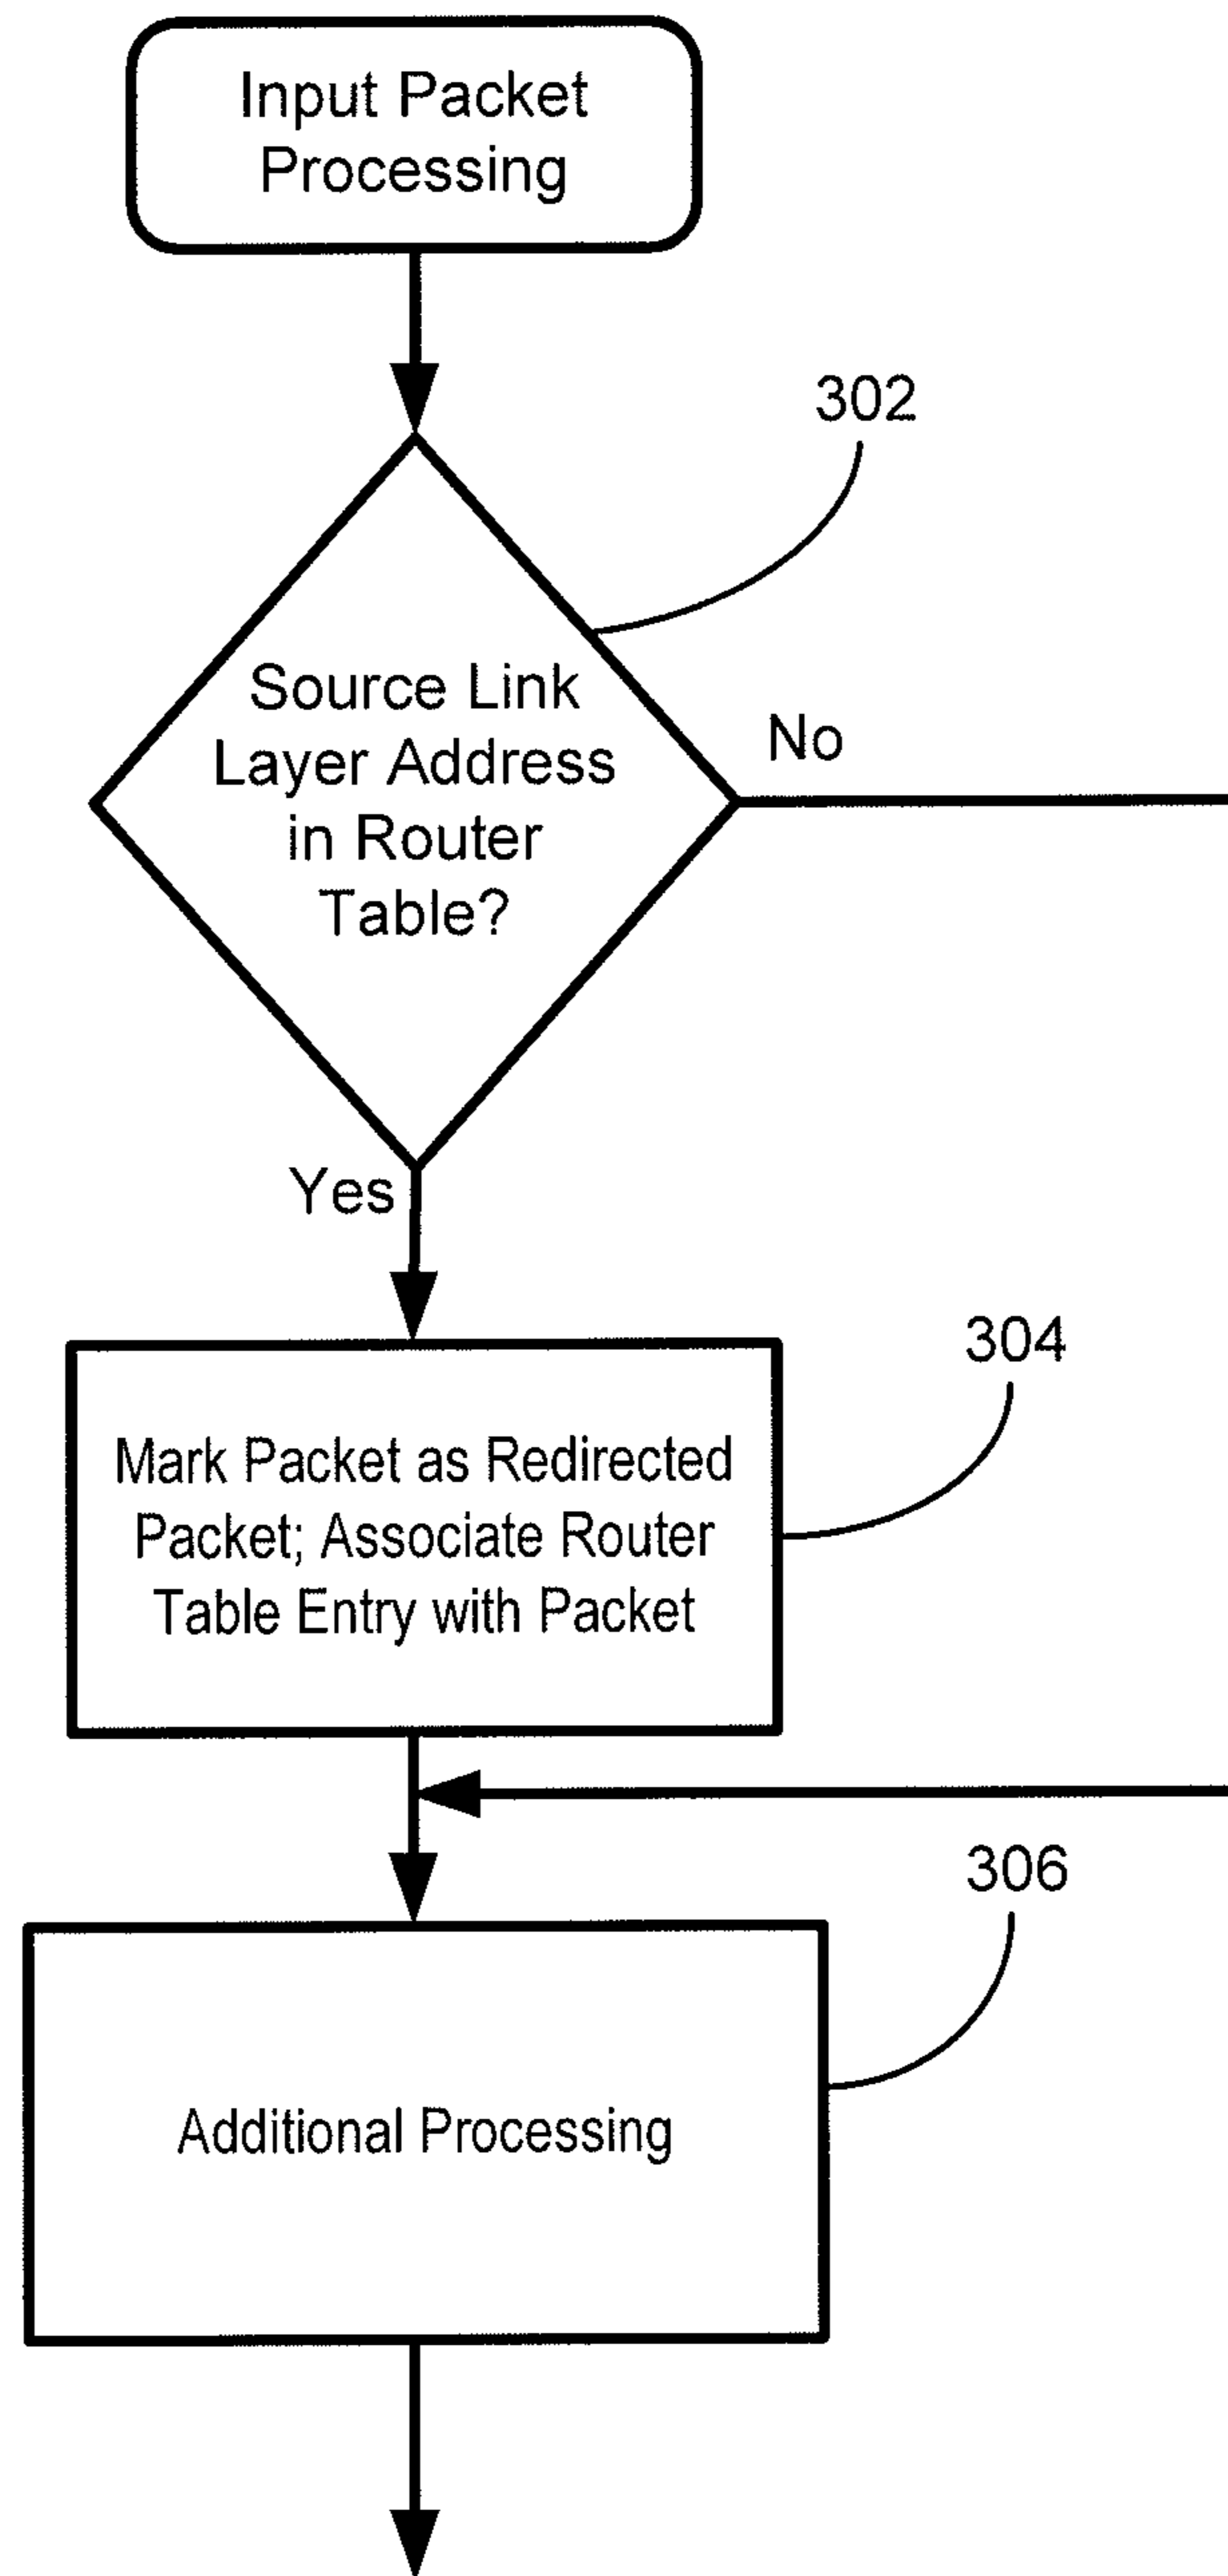 Input Packet
Processing
302
Source Link
Layer Address
in Router
Table?
No
Yes
304
Mark Packet as Redirected
Packet; Associate Router
Table Entry with Packet
306
Additional Processing